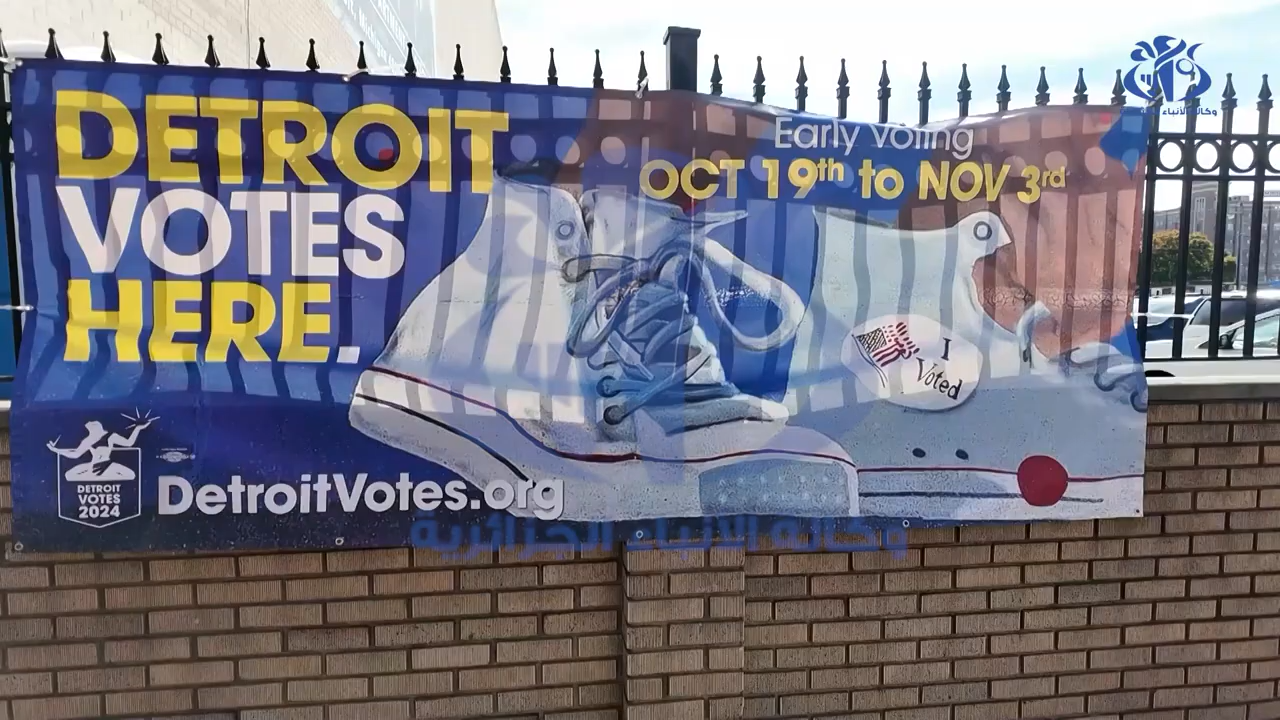 DETROIT
VOTES
HERE.
Early Voting
OCT 19th to NOV 3rd
I
Voted
DETROIT
VOTES
2024
DetroitVotes.org
وكالة الأنباء الجزائرية